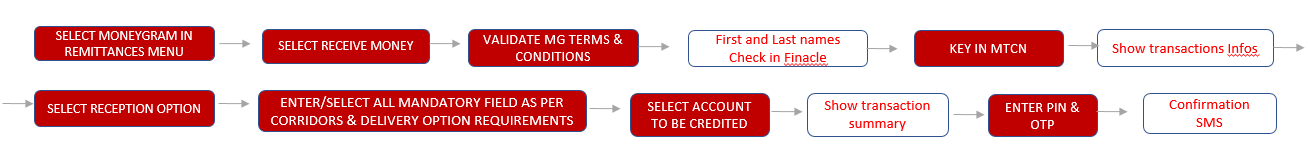 SELECT MONEYGRAM IN
REMITTANCES MENU
SELECT RECEIVE MONEY
VALIDATE MG TERMS &
CONDITIONS
First and Last names
Check in Finacle
KEY IN MTCN
Show transactions Infos
SELECT RECEPTION OPTION
ENTER/SELECT ALL MANDATORY FIELD AS PER
CORRIDORS & DELIVERY OPTION REQUIREMENTS
SELECT ACCOUNT
TO BE CREDITED
Show transaction
summary
ENTER PIN &
OTP
Confirmation
SMS